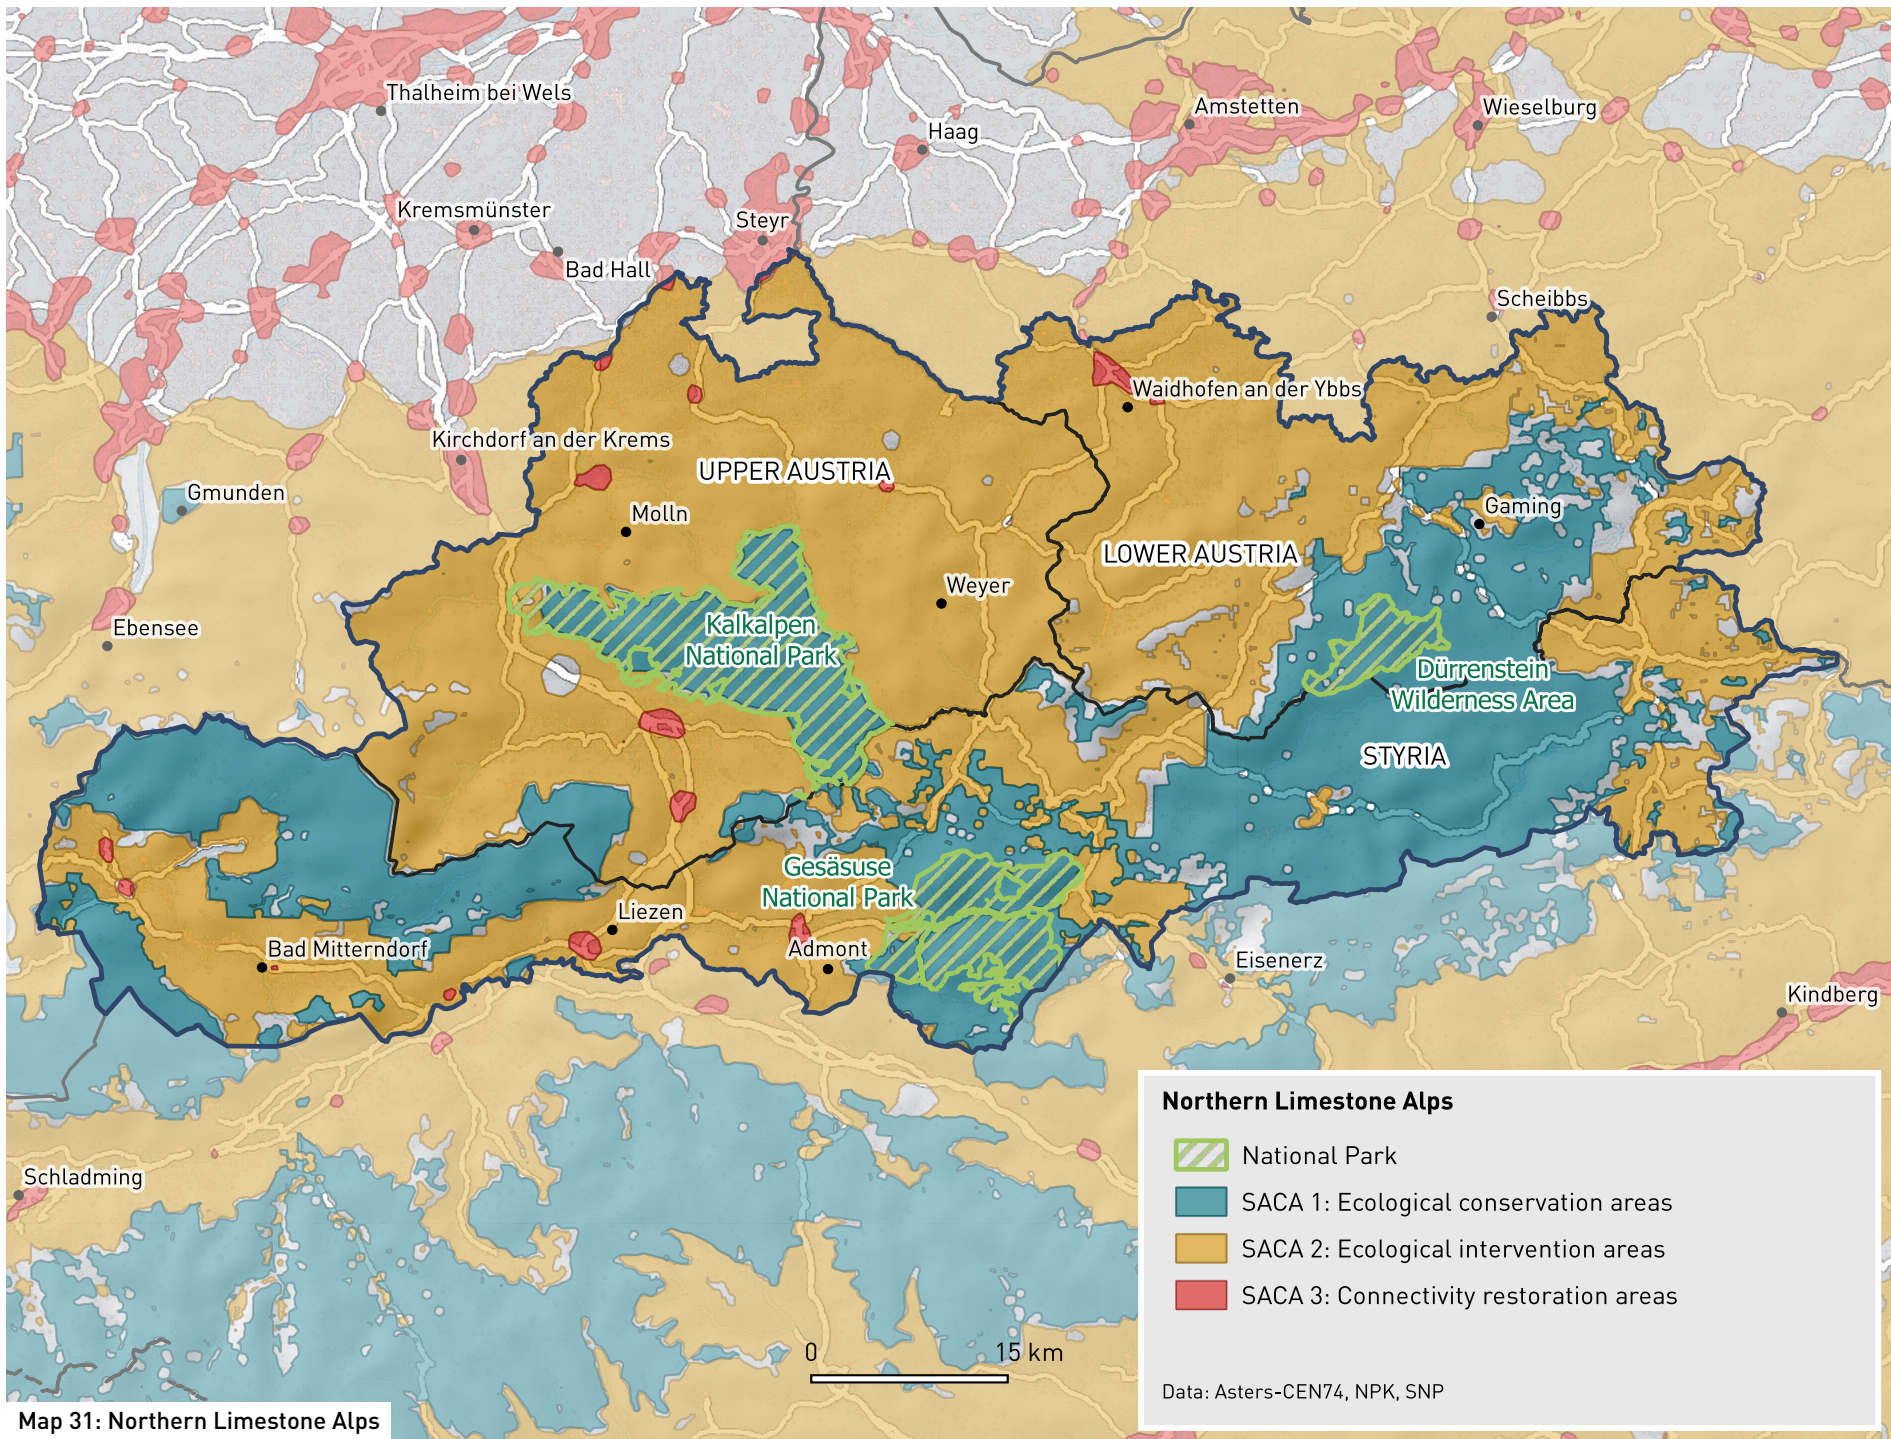 Thalheim bei Wels
Amstetten
Wieselburg
Haag
Kremsmünster
Steyr
Bad Hall
Scheibbs
Waidhofen an der Ybbs
Kirchdorf an der Krems
UPPER AUSTRIA
Gmunden
Molln
Gaming
LOWER AUSTRIA
Weyer
Ebensee
Kalkalpen
National Park
Dürrenstein
Wilderness Area
STYRIA
Gesäsuse
National Park
Liezen
Bad Mitterndorf
Admont
Eisenerz
Kindberg
Schladming
Northern Limestone Alps
National Park
SACA 1: Ecological conservation areas
SACA 2: Ecological intervention areas
SACA 3: Connectivity restoration areas
Data: Asters-CEN74, NPK, SNP
0 15 km
Map 31: Northern Limestone Alps